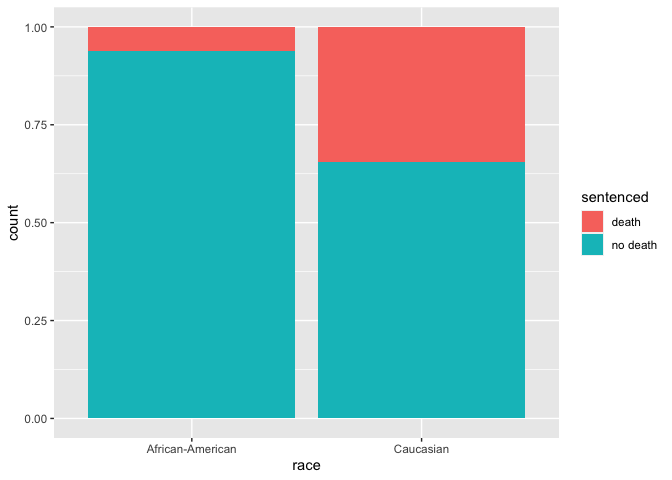 1.00
0.75
0.50
0.25
0.00
count
African-American
Caucasian
race
sentenced
death
no death